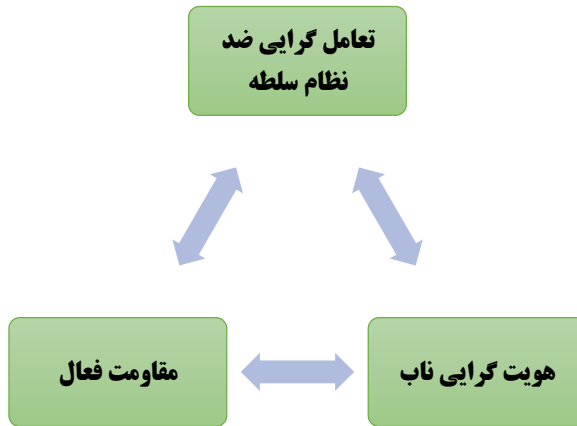 تعامل گرایی ضد
نظام سلطه
هویت گرایی ناب
مقاومت فعال